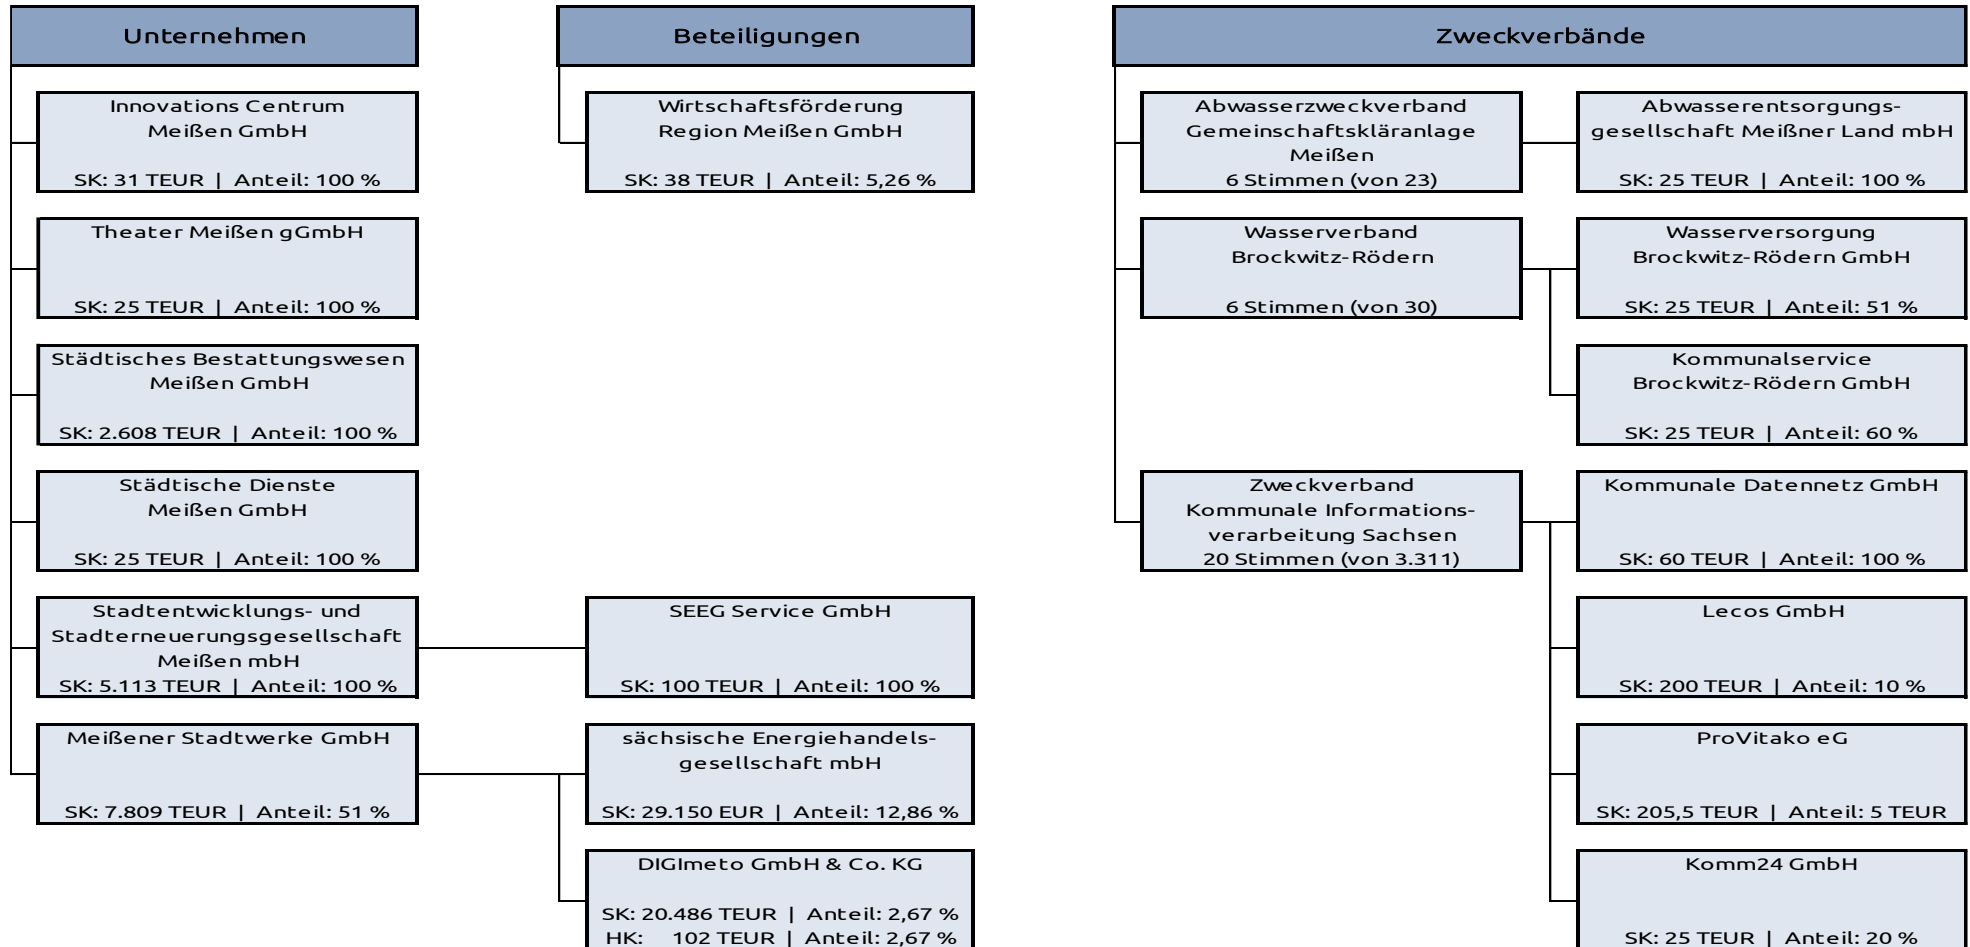 Unternehmen
Innovations Centrum
Meißen GmbH
SK: 31 TEUR | Anteil: 100 %
Theater Meißen gGmbH
SK: 25 TEUR | Anteil: 100 %
Städtisches Bestattungswesen
Meißen GmbH
SK: 2.608 TEUR | Anteil: 100 %
Städtische Dienste
Meißen GmbH
SK: 25 TEUR | Anteil: 100 %
Stadtentwicklungs- und
Stadterneuerungsgesellschaft
Meißen mbH
SK: 5.113 TEUR | Anteil: 100 %
Meißener Stadtwerke GmbH
SK: 7.809 TEUR | Anteil: 51 %
Beteiligungen
Wirtschaftsförderung
Region Meißen GmbH
SK: 38 TEUR | Anteil: 5,26 %
SEEG Service GmbH
SK: 100 TEUR | Anteil: 100 %
sächsische Energiehandels-
gesellschaft mbH
SK: 29.150 EUR | Anteil: 12,86 %
DIGImeto GmbH & Co. KG
SK: 20.486 TEUR | Anteil: 2,67 %
HK: 102 TEUR | Anteil: 2,67 %
Zweckverbände
Abwasserzweckverband
Gemeinschaftskläranlage
Meißen
6 Stimmen (von 23)
Abwasserentsorgungs-
gesellschaft Meißner Land mbH
SK: 25 TEUR | Anteil: 100 %
Wasserverband
Brockwitz-Rödern
6 Stimmen (von 30)
Wasserversorgung
Brockwitz-Rödern GmbH
SK: 25 TEUR | Anteil: 51 %
Kommunalservice
Brockwitz-Rödern GmbH
SK: 25 TEUR | Anteil: 60 %
Zweckverband
Kommunale Informations-
verarbeitung Sachsen
20 Stimmen (von 3.311)
Kommunale Datennetz GmbH
SK: 60 TEUR | Anteil: 100 %
Lecos GmbH
SK: 200 TEUR | Anteil: 10 %
ProVitako eG
SK: 205,5 TEUR | Anteil: 5 TEUR
Komm24 GmbH
SK: 25 TEUR | Anteil: 20 %